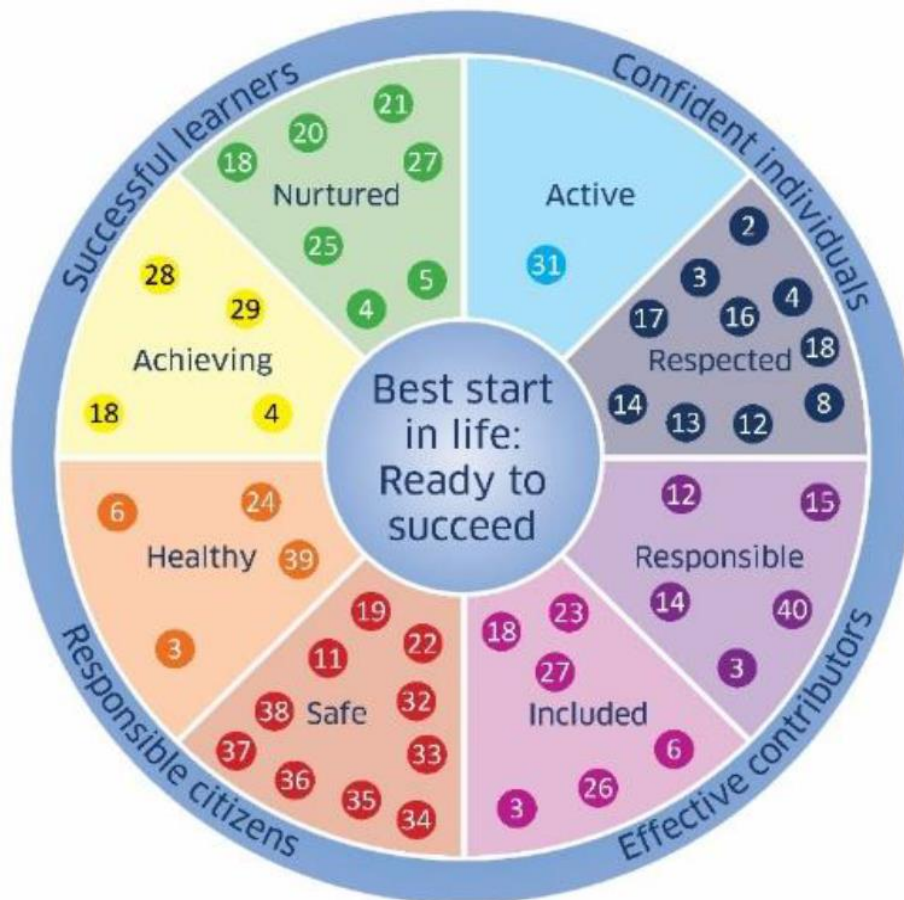 Successful learners
Confident individuals
Effective contributors
Responsible citizens
Best start
in life:
Ready to
succeed
Nurtured
18
20
21
27
25
5
4
Active
31
Respected
2
3
4
17
16
18
14
13
12
8
Responsible
12
15
14
40
3
Included
18
23
27
6
26
3
Safe
19
22
11
32
38
33
37
36
35
34
Healthy
6
24
39
3
Achieving
28
29
18
4